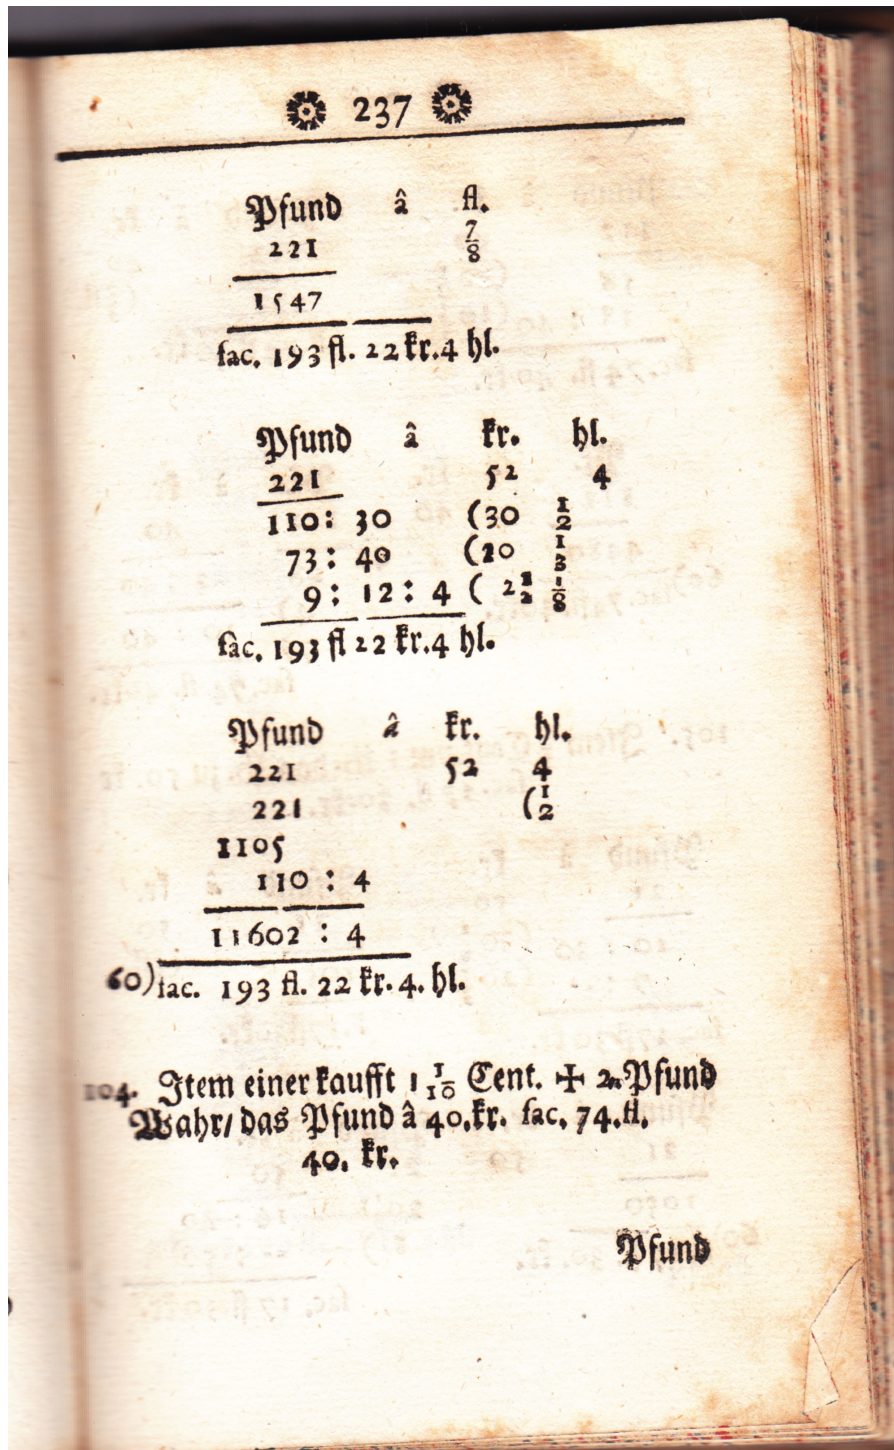 237
Pfund â fl.
221 7/8
1547
fac. 193 fl. 22 kr. 4 hl.
Pfund â kr. hl.
221 52 4
110: 30 (30 1/2
73: 40 (20 1/3
9: 12: 4 ( 2 1/2 1/8
fac. 193 fl 22 kr. 4 hl.
Pfund â kr. hl.
221 52 4
221 (1/2
1105
110 : 4
11602 : 4
60) fac. 193 fl. 22 kr. 4. hl.
104. Item einer kaufft 1 1/10 Cent. ✠ 2. Pfund
Wahr/ das Pfund â 40. kr. fac. 74. fl.
40. kr.
Pfund